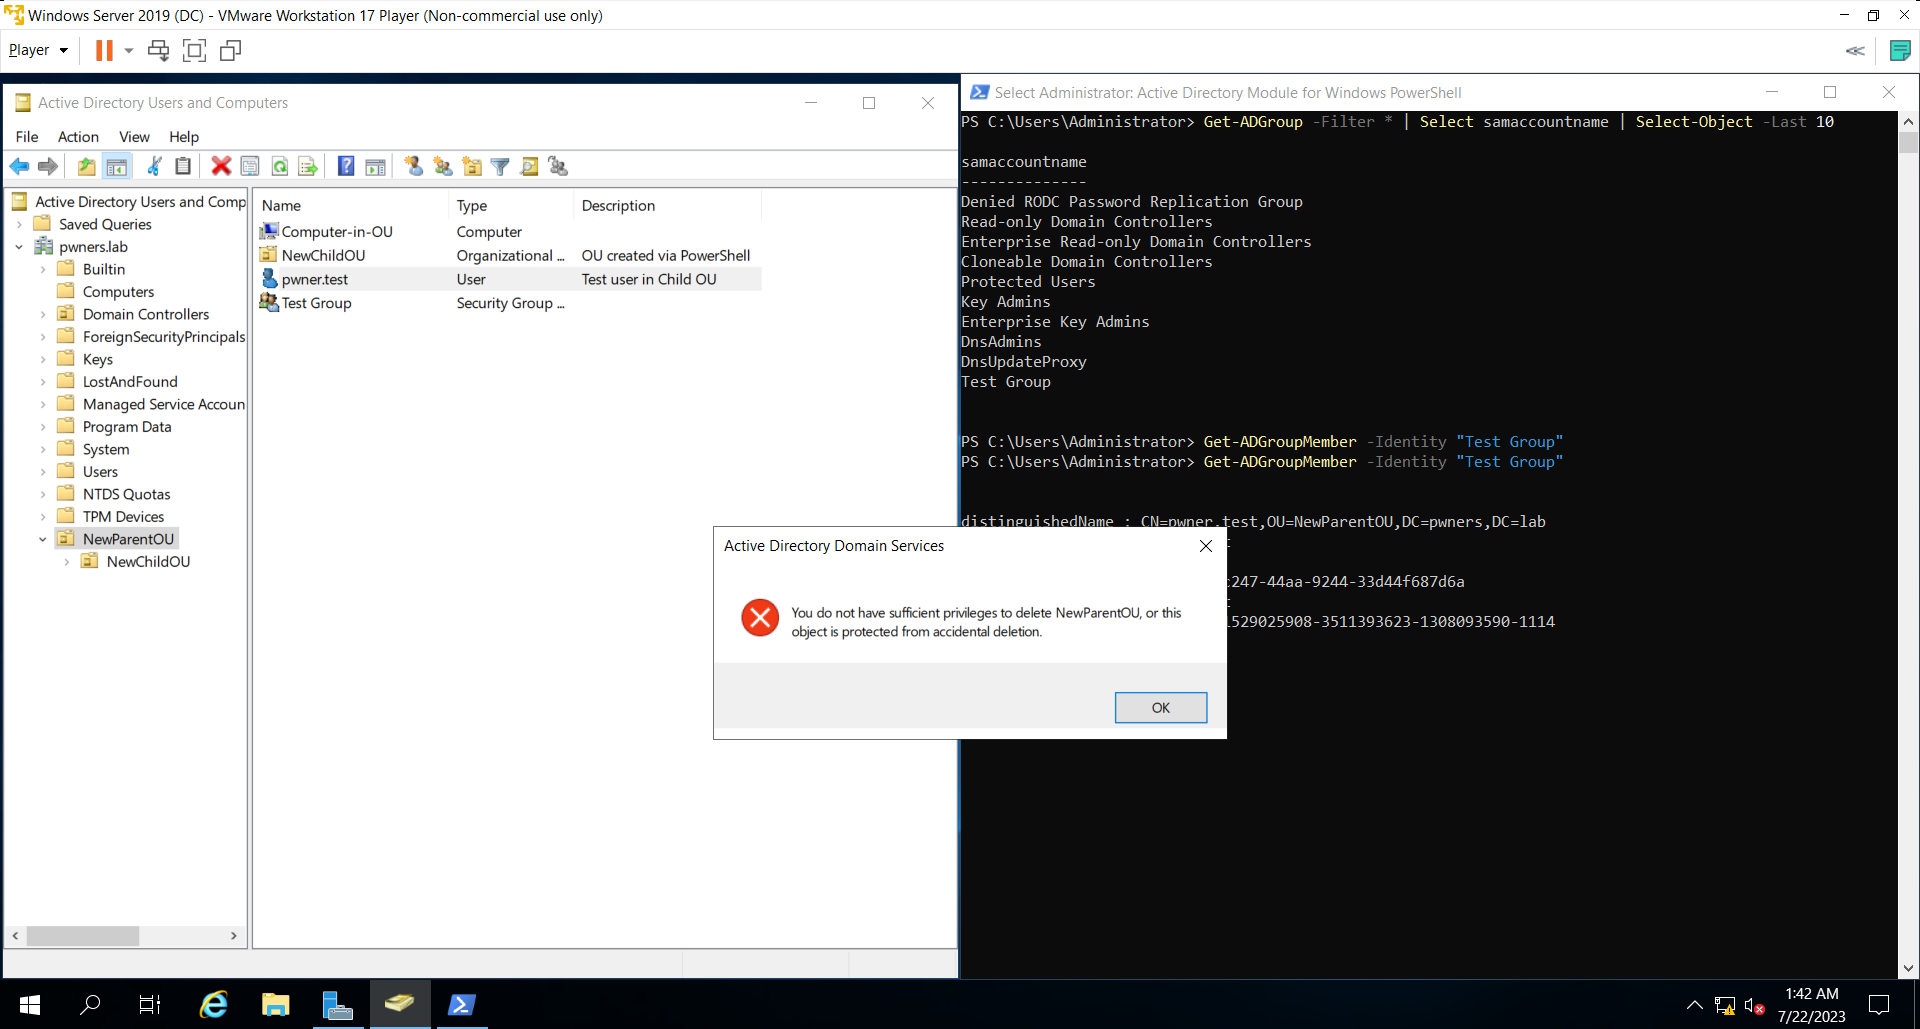 Windows Server 2019 (DC) - VMware Workstation 17 Player (Non-commercial use only)
Player
Active Directory Users and Computers
File Action View Help
Active Directory Users and Comp
Saved Queries
pwners.lab
Builtin
Computers
Domain Controllers
ForeignSecurityPrincipals
Keys
LostAndFound
Managed Service Accoun
Program Data
System
Users
NTDS Quotas
TPM Devices
NewParentOU
NewChildOU
Name Type Description
Computer-in-OU Computer
NewChildOU Organizational ... OU created via PowerShell
pwner.test User Test user in Child OU
Test Group Security Group ...
Select Administrator: Active Directory Module for Windows PowerShell
PS C:\Users\Administrator> Get-ADGroup -Filter * | Select samaccountname | Select-Object -Last 10
samaccountname
--------------
Denied RODC Password Replication Group
Read-only Domain Controllers
Enterprise Read-only Domain Controllers
Cloneable Domain Controllers
Protected Users
Key Admins
Enterprise Key Admins
DnsAdmins
DnsUpdateProxy
Test Group
PS C:\Users\Administrator> Get-ADGroupMember -Identity "Test Group"
PS C:\Users\Administrator> Get-ADGroupMember -Identity "Test Group"
distinguishedName : CN=pwner.test,OU=NewParentOU,DC=pwners,DC=lab
247-44aa-9244-33d44f687d6a
529025908-3511393623-1308093590-1114
Active Directory Domain Services
You do not have sufficient privileges to delete NewParentOU, or this
object is protected from accidental deletion.
OK
1:42 AM
7/22/2023